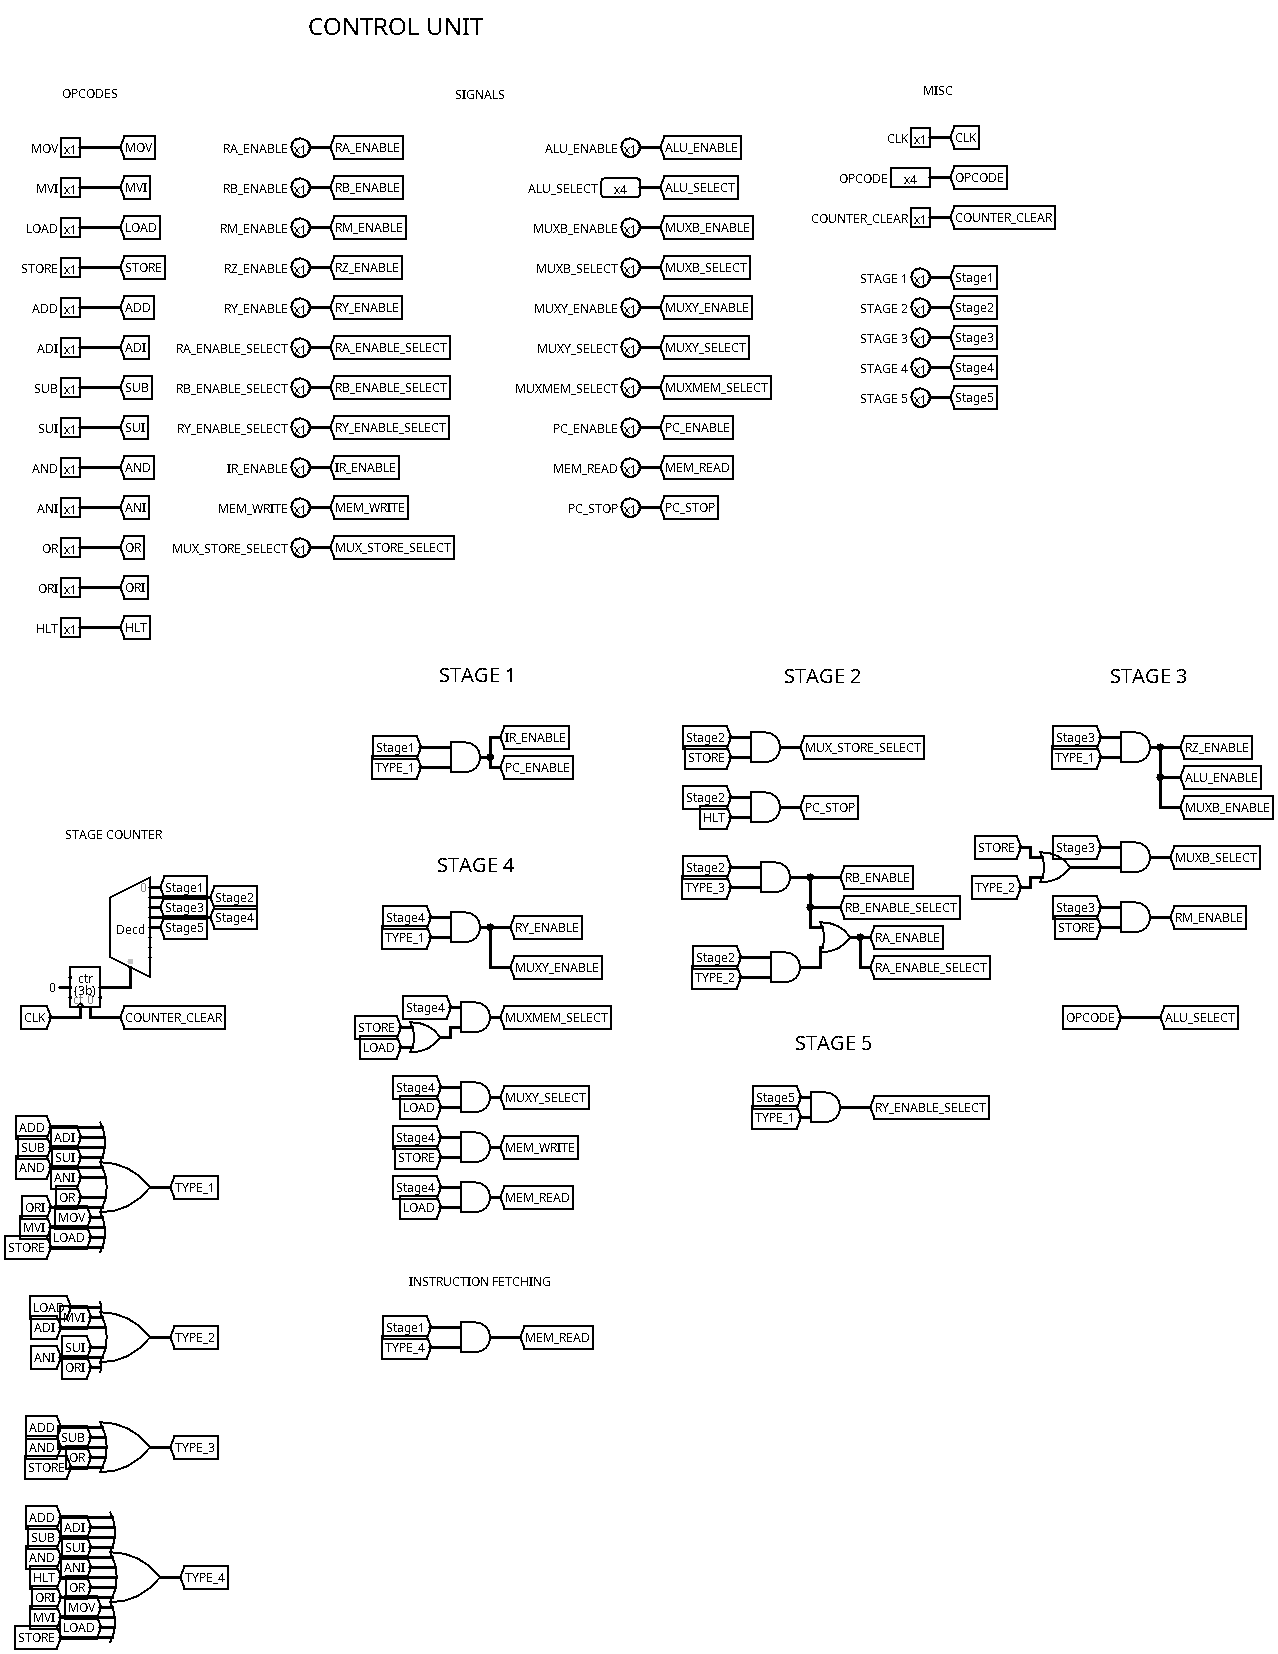 CONTROL UNIT
OPCODES
SIGNALS
MISC
MOV x1 MOV
MVI x1 MVI
LOAD x1 LOAD
STORE x1 STORE
ADD x1 ADD
ADI x1 ADI
SUB x1 SUB
SUI x1 SUI
AND x1 AND
ANI x1 ANI
OR x1 OR
ORI x1 ORI
HLT x1 HLT
RA_ENABLE x1 RA_ENABLE
RB_ENABLE x1 RB_ENABLE
RM_ENABLE x1 RM_ENABLE
RZ_ENABLE x1 RZ_ENABLE
RY_ENABLE x1 RY_ENABLE
RA_ENABLE_SELECT x1 RA_ENABLE_SELECT
RB_ENABLE_SELECT x1 RB_ENABLE_SELECT
RY_ENABLE_SELECT x1 RY_ENABLE_SELECT
IR_ENABLE x1 IR_ENABLE
MEM_WRITE x1 MEM_WRITE
MUX_STORE_SELECT x1 MUX_STORE_SELECT
ALU_ENABLE x1 ALU_ENABLE
ALU_SELECT x4 ALU_SELECT
MUXB_ENABLE x1 MUXB_ENABLE
MUXB_SELECT x1 MUXB_SELECT
MUXY_ENABLE x1 MUXY_ENABLE
MUXY_SELECT x1 MUXY_SELECT
MUXMEM_SELECT x1 MUXMEM_SELECT
PC_ENABLE x1 PC_ENABLE
MEM_READ x1 MEM_READ
PC_STOP x1 PC_STOP
CLK x1 CLK
OPCODE x4 OPCODE
COUNTER_CLEAR x1 COUNTER_CLEAR
STAGE 1 x1 Stage1
STAGE 2 x1 Stage2
STAGE 3 x1 Stage3
STAGE 4 x1 Stage4
STAGE 5 x1 Stage5
STAGE 1
Stage1
TYPE_1
IR_ENABLE
PC_ENABLE
STAGE 2
Stage2
STORE
MUX_STORE_SELECT
Stage2
HLT
PC_STOP
Stage2
TYPE_3
RB_ENABLE
RB_ENABLE_SELECT
Stage2
TYPE_2
RA_ENABLE
RA_ENABLE_SELECT
STAGE 3
Stage3
TYPE_1
RZ_ENABLE
ALU_ENABLE
MUXB_ENABLE
STORE
TYPE_2
Stage3
MUXB_SELECT
Stage3
STORE
RM_ENABLE
OPCODE
ALU_SELECT
STAGE COUNTER
0
Decd
Stage1
Stage2
Stage3
Stage4
Stage5
0
ctr
(3b)
ct 0
CLK
COUNTER_CLEAR
STAGE 4
Stage4
TYPE_1
RY_ENABLE
MUXY_ENABLE
Stage4
STORE
LOAD
MUXMEM_SELECT
Stage4
LOAD
MUXY_SELECT
Stage4
STORE
MEM_WRITE
Stage4
LOAD
MEM_READ
STAGE 5
Stage5
TYPE_1
RY_ENABLE_SELECT
ADD
ADI
SUB
SUI
AND
ANI
OR
ORI
MOV
MVI
LOAD
STORE
TYPE_1
LOAD
MVI
ADI
SUI
ANI
ORI
TYPE_2
INSTRUCTION FETCHING
Stage1
TYPE_4
MEM_READ
ADD
SUB
AND
OR
STORE
TYPE_3
ADD
ADI
SUB
SUI
AND
ANI
HLT
OR
ORI
MOV
MVI
LOAD
STORE
TYPE_4